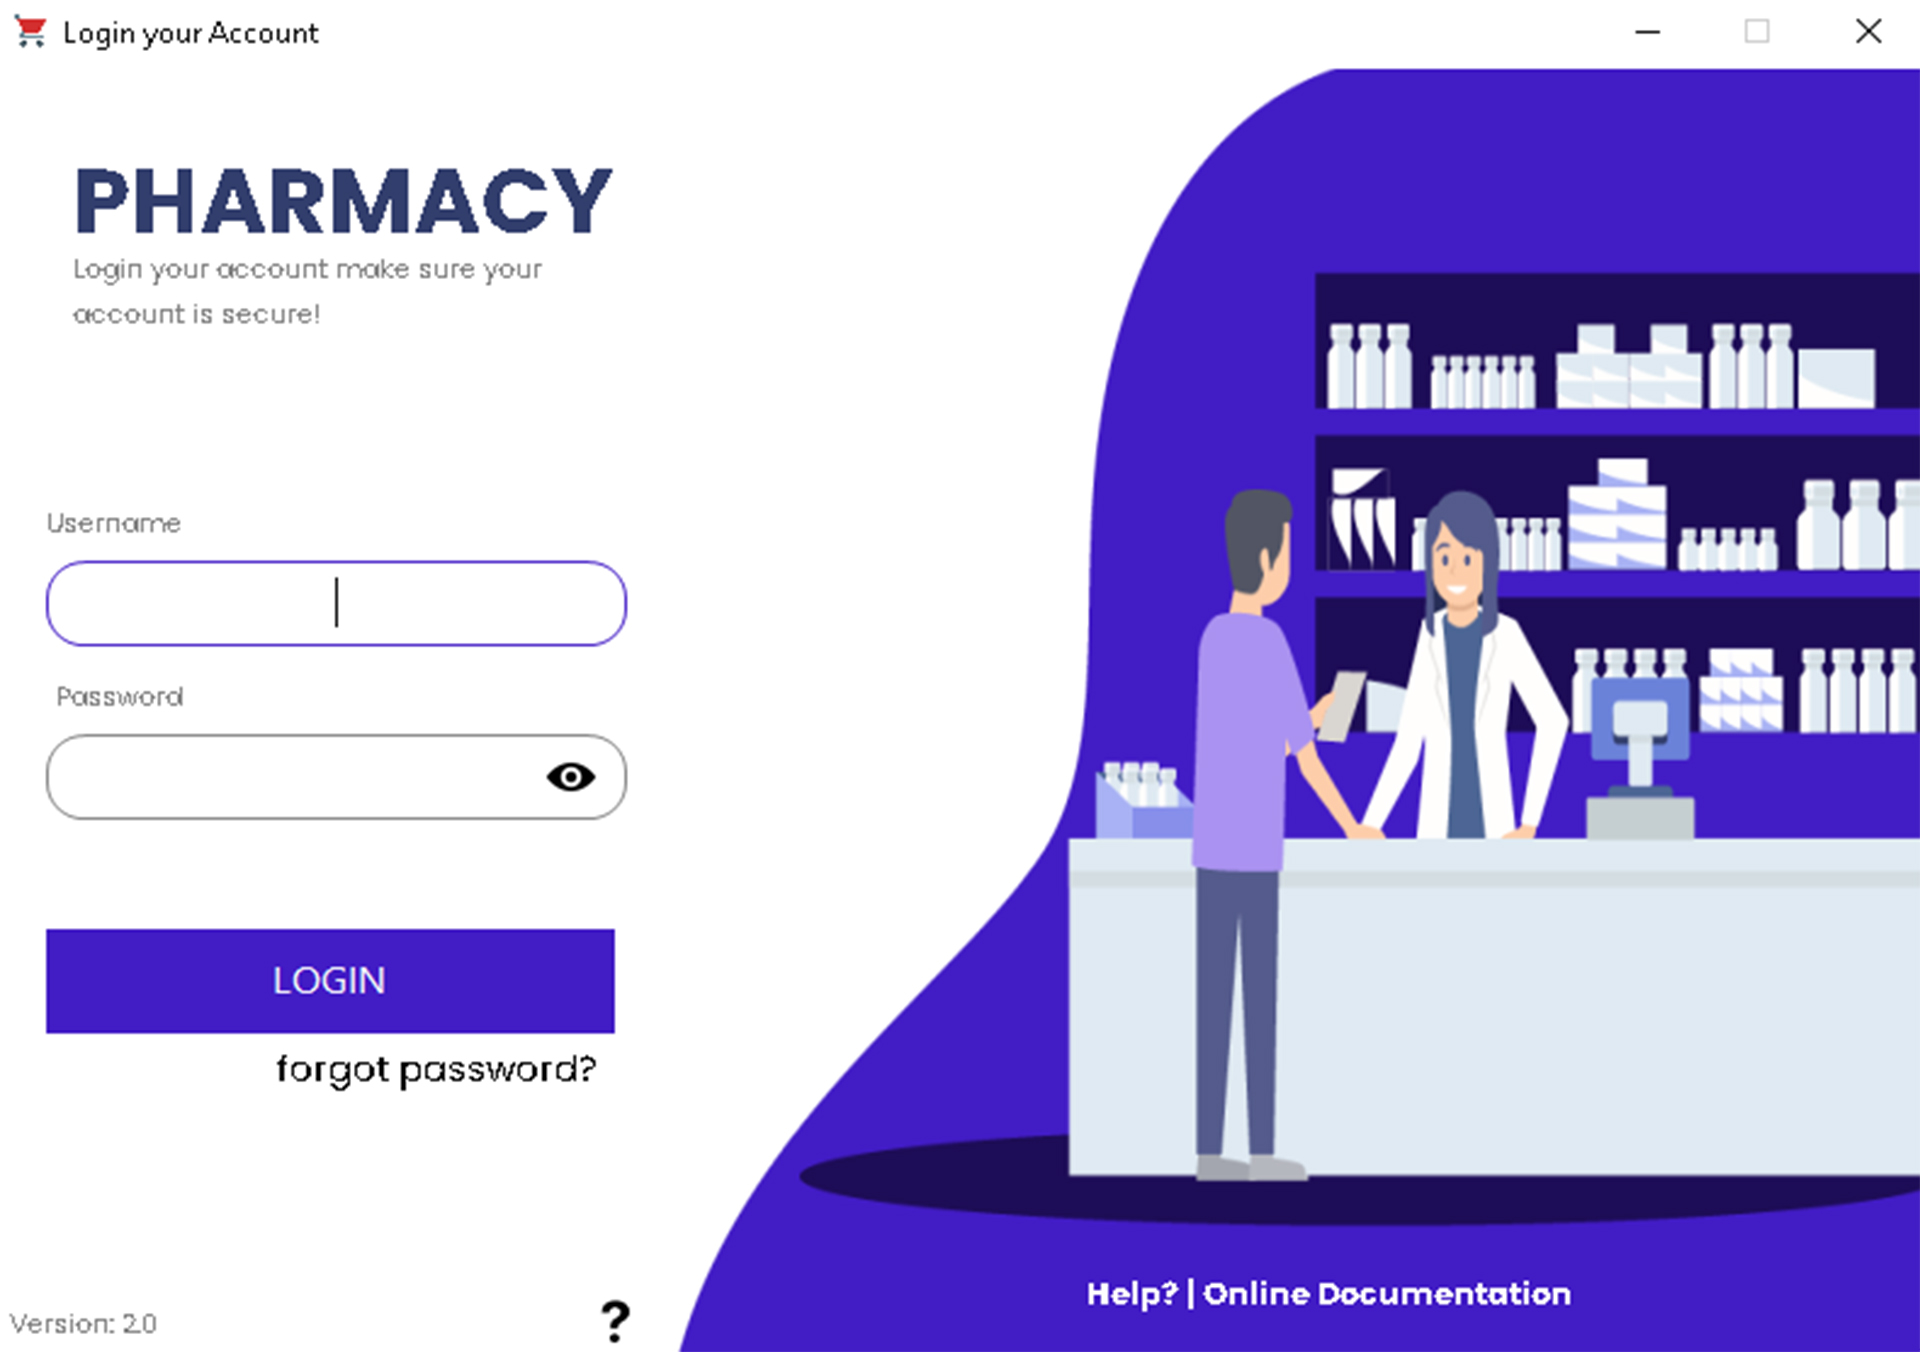 Login your Account
PHARMACY
Login your account make sure your
account is secure!
Username
Password
LOGIN
forgot password?
Version: 2.0
?
Help? | Online Documentation